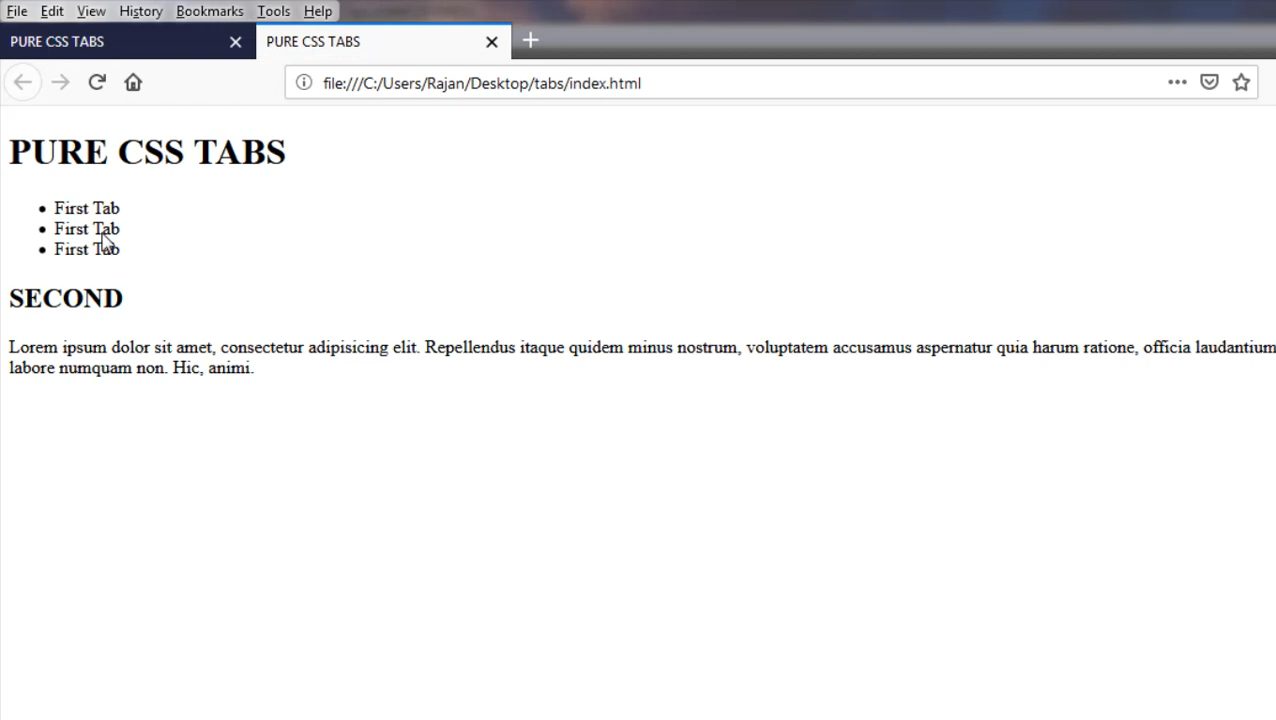 File Edit View History Bookmarks Tools Help
PURE CSS TABS PURE CSS TABS
file:///C:/Users/Rajan/Desktop/tabs/index.html
PURE CSS TABS
First Tab
First Tab
First Tab
SECOND
Lorem ipsum dolor sit amet, consectetur adipisicing elit. Repellendus itaque quidem minus nostrum, voluptatem accusamus aspernatur quia harum ratione, officia laudantium
labore numquam non. Hic, animi.